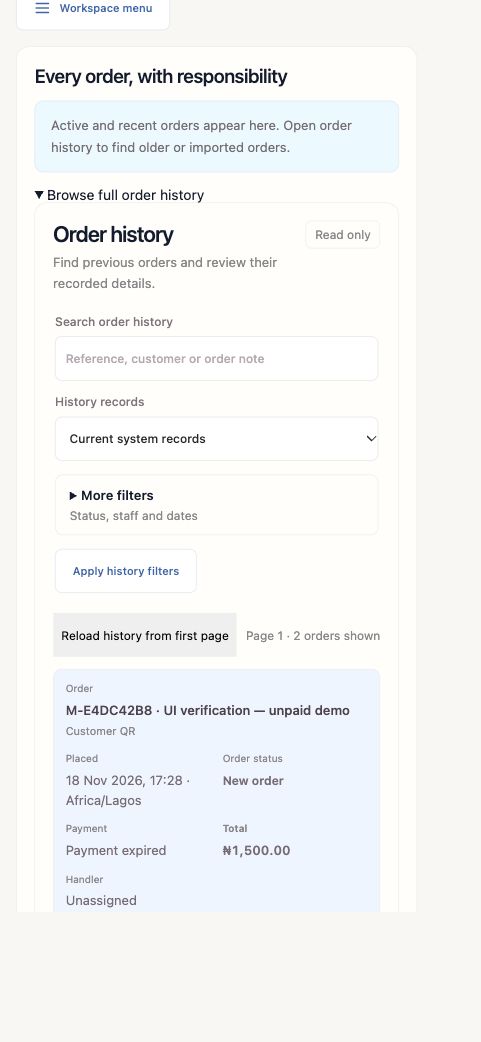 Workspace menu
Every order, with responsibility
Active and recent orders appear here. Open order
history to find older or imported orders.
Browse full order history
Order history
Read only
Find previous orders and review their
recorded details.
Search order history
Reference, customer or order note
History records
Current system records
More filters
Status, staff and dates
Apply history filters
Reload history from first page
Page 1 · 2 orders shown
Order
M-E4DC42B8 · UI verification — unpaid demo
Customer QR
Placed
18 Nov 2026, 17:28 ·
Africa/Lagos
Order status
New order
Payment
Payment expired
Total
₦1,500.00
Handler
Unassigned